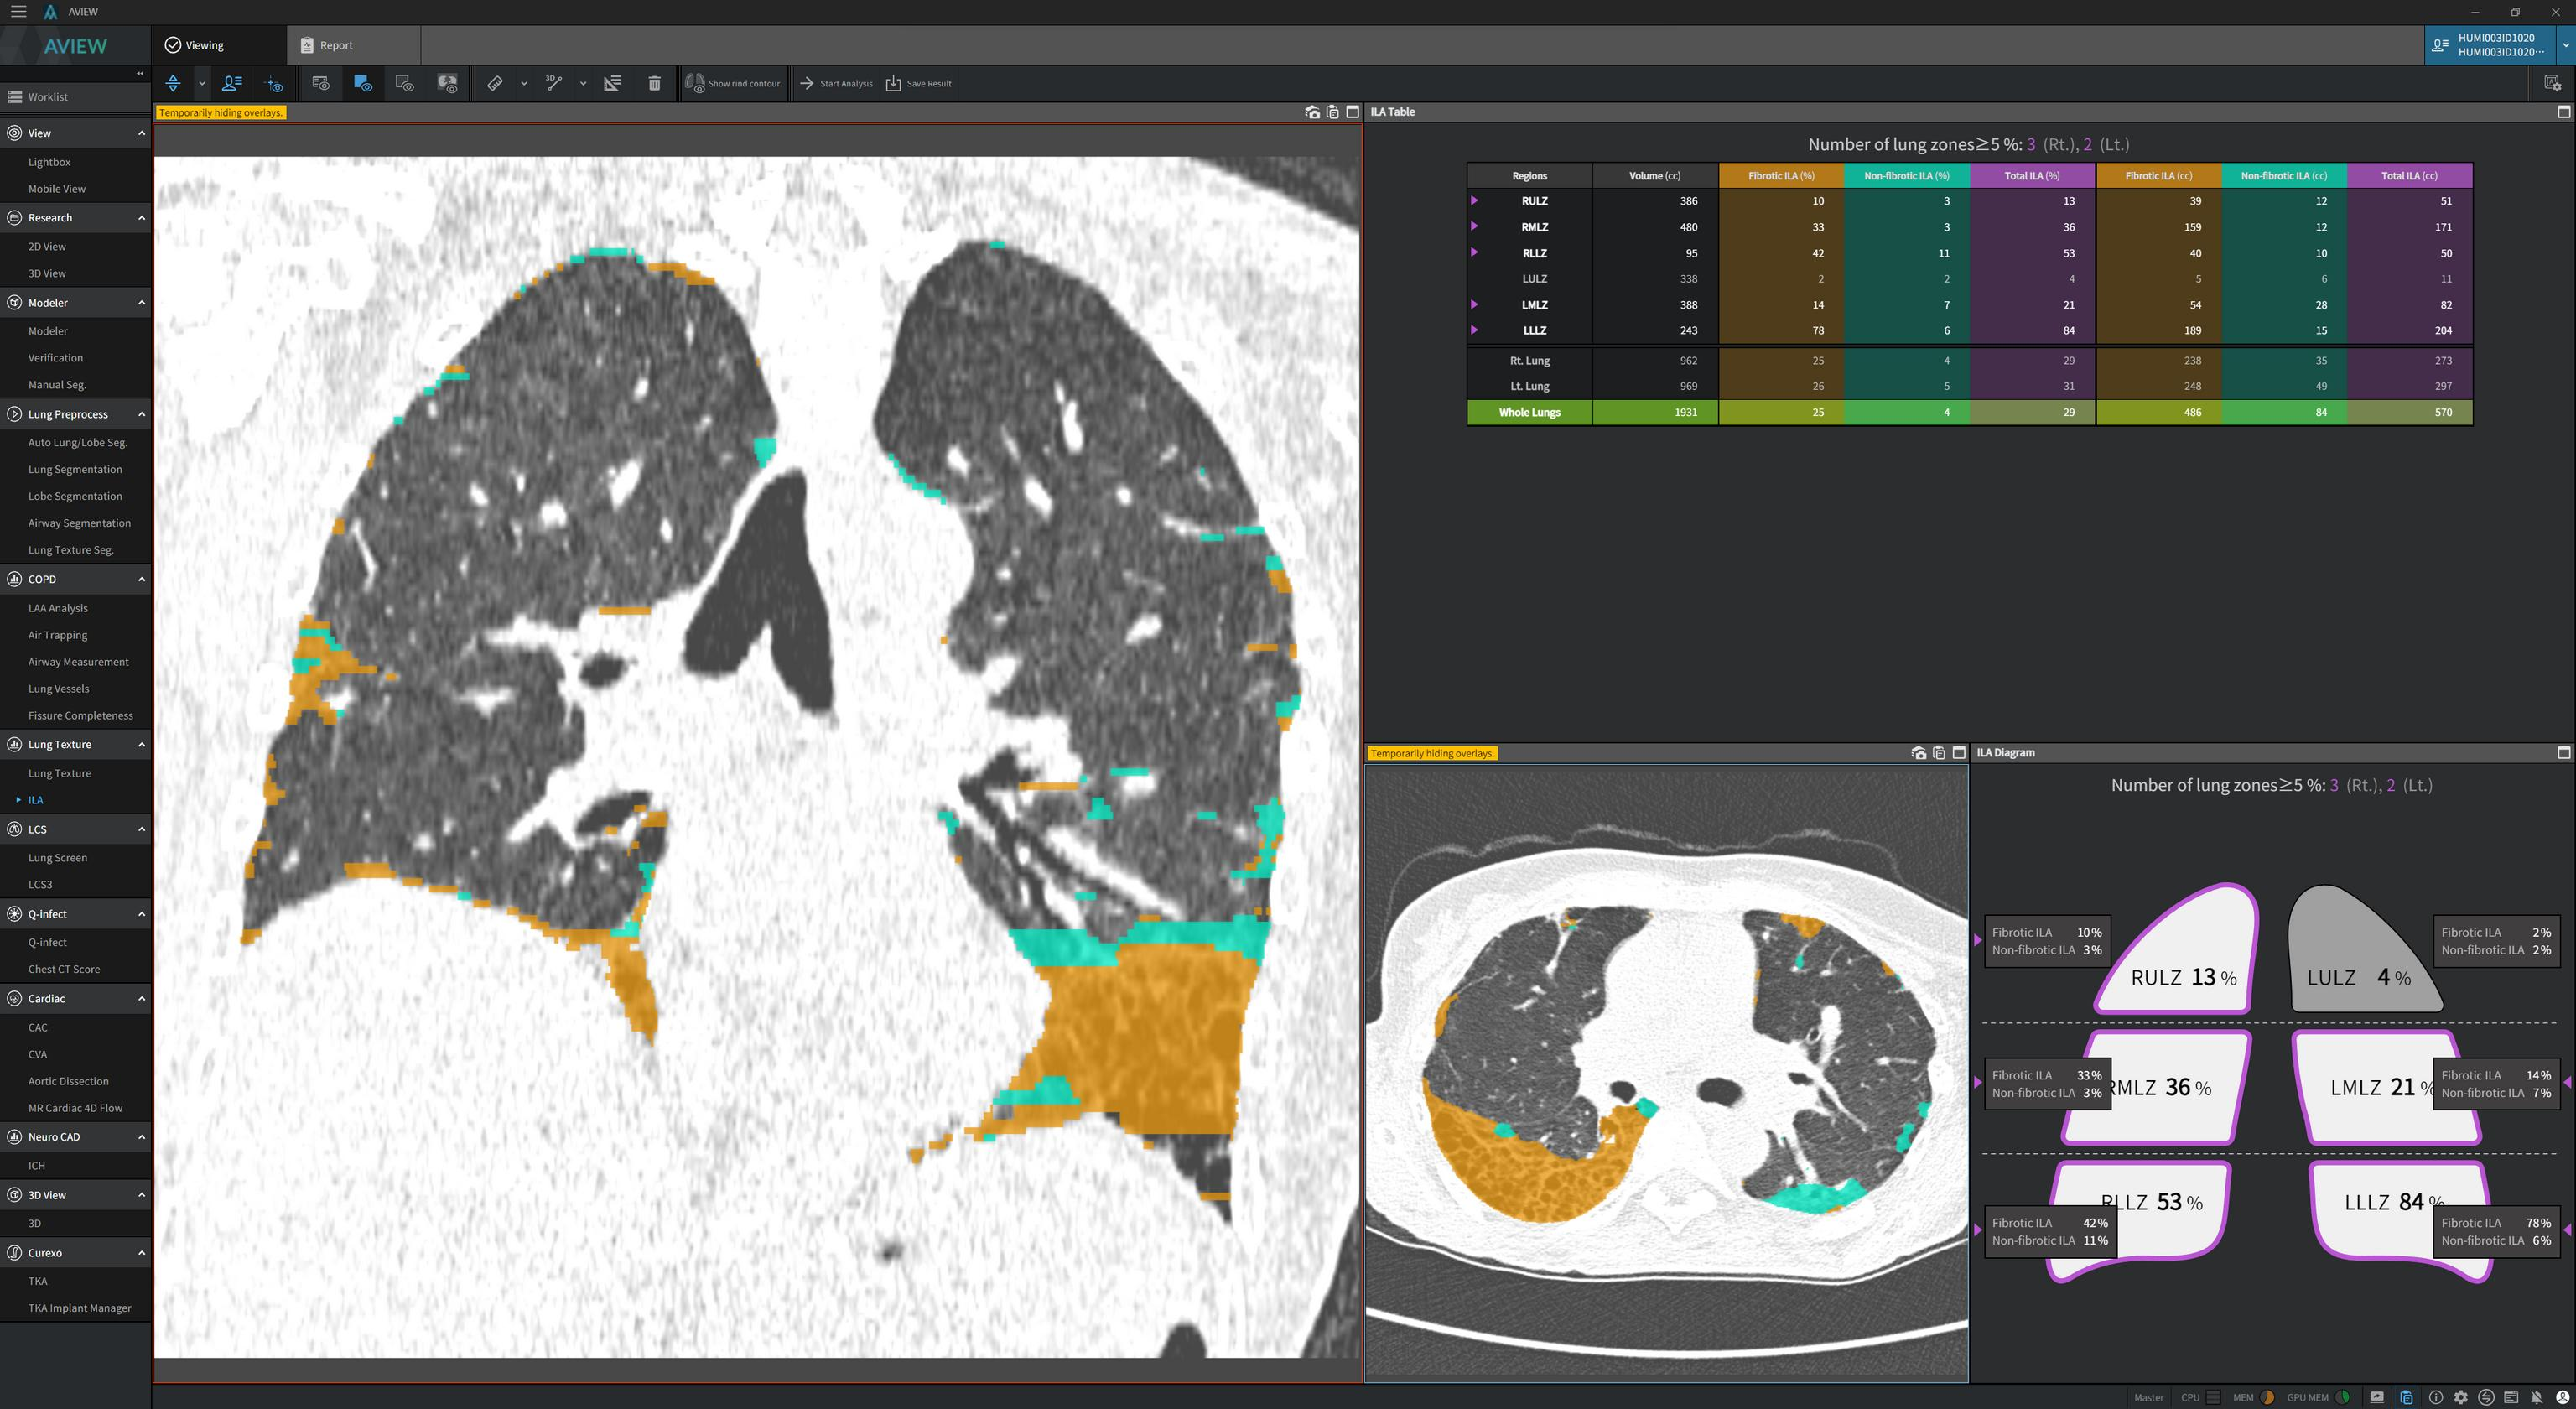 AVIEW
AVIEW
Viewing
Report
HUMI003ID1020
HUMI003ID1020...
Show rind contour
Start Analysis
Save Result
Worklist
View
Lightbox
Mobile View
Research
2D View
3D View
Modeler
Modeler
Verification
Manual Seg.
Lung Preprocess
Auto Lung/Lobe Seg.
Lung Segmentation
Lobe Segmentation
Airway Segmentation
Lung Texture Seg.
COPD
LAA Analysis
Air Trapping
Airway Measurement
Lung Vessels
Fissure Completeness
Lung Texture
Lung Texture
ILA
LCS
Lung Screen
LCS3
Q-infect
Q-infect
Chest CT Score
Cardiac
CAC
CVA
Aortic Dissection
MR Cardiac 4D Flow
Neuro CAD
ICH
3D View
3D
Curexo
TKA
TKA Implant Manager
Temporarily hiding overlays.
ILA Table
Number of lung zones≥5 %: 3 (Rt.), 2 (Lt.)
Regions Volume (cc) Fibrotic ILA (%) Non-fibrotic ILA (%) Total ILA (%) Fibrotic ILA (cc) Non-fibrotic ILA (cc) Total ILA (cc)
RULZ 386 10 3 13 39 12 51
RMLZ 480 33 3 36 159 12 171
RLLZ 95 42 11 53 40 10 50
LULZ 338 2 2 4 5 6 11
LMLZ 388 14 7 21 54 28 82
LLLZ 243 78 6 84 189 15 204
Rt. Lung 962 25 4 29 238 35 273
Lt. Lung 969 26 5 31 248 49 297
Whole Lungs 1931 25 4 29 486 84 570
Temporarily hiding overlays.
ILA Diagram
Number of lung zones≥5 %: 3 (Rt.), 2 (Lt.)
Fibrotic ILA 10%
Non-fibrotic ILA 3%
RULZ 13 %
LULZ 4 %
Fibrotic ILA 2%
Non-fibrotic ILA 2%
Fibrotic ILA 33%
Non-fibrotic ILA 3%
RMLZ 36 %
LMLZ 21 %
Fibrotic ILA 14%
Non-fibrotic ILA 7%
RLLZ 53 %
LLLZ 84 %
Fibrotic ILA 42%
Non-fibrotic ILA 11%
Fibrotic ILA 78%
Non-fibrotic ILA 6%
Master CPU MEM GPU MEM